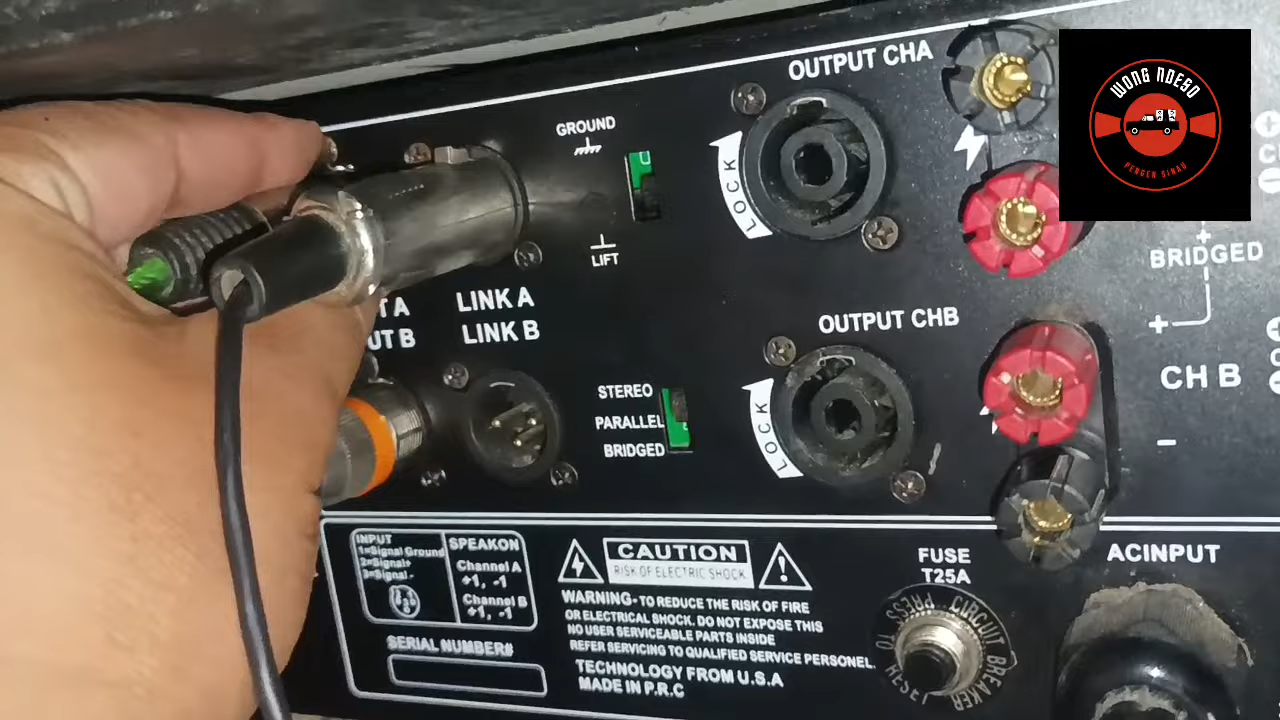 OUTPUT CHA
WONG NDESO
PENGEN SINAU
GROUND
LOCK
LIFT
BRIDGED
+
LINK A
LINK B
OUTPUT CHB
+
CH B
-
STEREO
PARALLEL
BRIDGED
LOCK
INPUT
1=Signal Ground
2=Signal+
3=Signal-
SPEAKON
Channel A
+1, -1
Channel B
+1, -1
SERIAL NUMBER#
CAUTION
RISK OF ELECTRIC SHOCK
WARNING- TO REDUCE THE RISK OF FIRE
OR ELECTRICAL SHOCK. DO NOT EXPOSE THIS
NO USER SERVICEABLE PARTS INSIDE
REFER SERVICING TO QUALIFIED SERVICE PERSONEL.
TECHNOLOGY FROM U.S.A
MADE IN P.R.C
FUSE
T25A
CIRCUIT BREAKER
PRESS TO RESET
ACINPUT